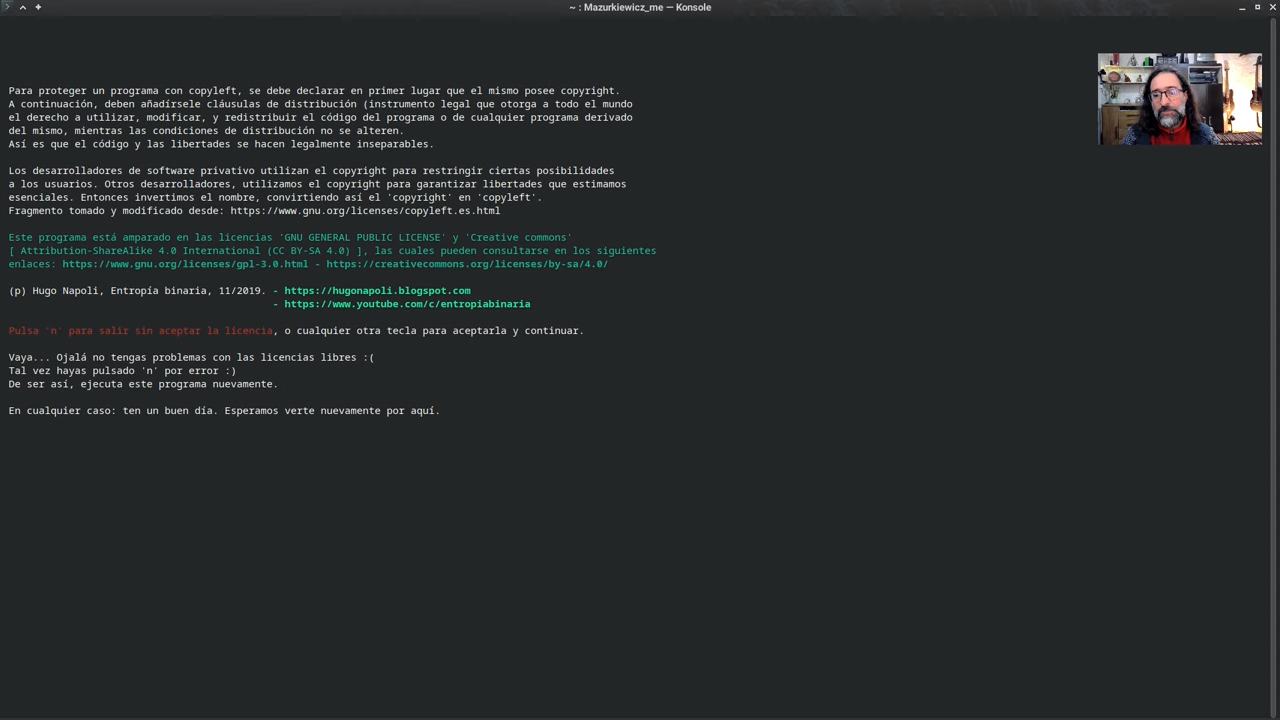 ~ : Mazurkiewicz_me — Konsole
Para proteger un programa con copyleft, se debe declarar en primer lugar que el mismo posee copyright.
A continuación, deben añadírsele cláusulas de distribución (instrumento legal que otorga a todo el mundo
el derecho a utilizar, modificar, y redistribuir el código del programa o de cualquier programa derivado
del mismo, mientras las condiciones de distribución no se alteren.
Así es que el código y las libertades se hacen legalmente inseparables.
Los desarrolladores de software privativo utilizan el copyright para restringir ciertas posibilidades
a los usuarios. Otros desarrolladores, utilizamos el copyright para garantizar libertades que estimamos
esenciales. Entonces invertimos el nombre, convirtiendo así el 'copyright' en 'copyleft'.
Fragmento tomado y modificado desde: https://www.gnu.org/licenses/copyleft.es.html
Este programa está amparado en las licencias 'GNU GENERAL PUBLIC LICENSE' y 'Creative commons'
[ Attribution-ShareAlike 4.0 International (CC BY-SA 4.0) ], las cuales pueden consultarse en los siguientes
enlaces: https://www.gnu.org/licenses/gpl-3.0.html - https://creativecommons.org/licenses/by-sa/4.0/
(p) Hugo Napoli, Entropía binaria, 11/2019. - https://hugonapoli.blogspot.com
- https://www.youtube.com/c/entropiabinaria
Pulsa 'n' para salir sin aceptar la licencia, o cualquier otra tecla para aceptarla y continuar.
Vaya... Ojalá no tengas problemas con las licencias libres :(
Tal vez hayas pulsado 'n' por error :)
De ser así, ejecuta este programa nuevamente.
En cualquier caso: ten un buen día. Esperamos verte nuevamente por aquí.